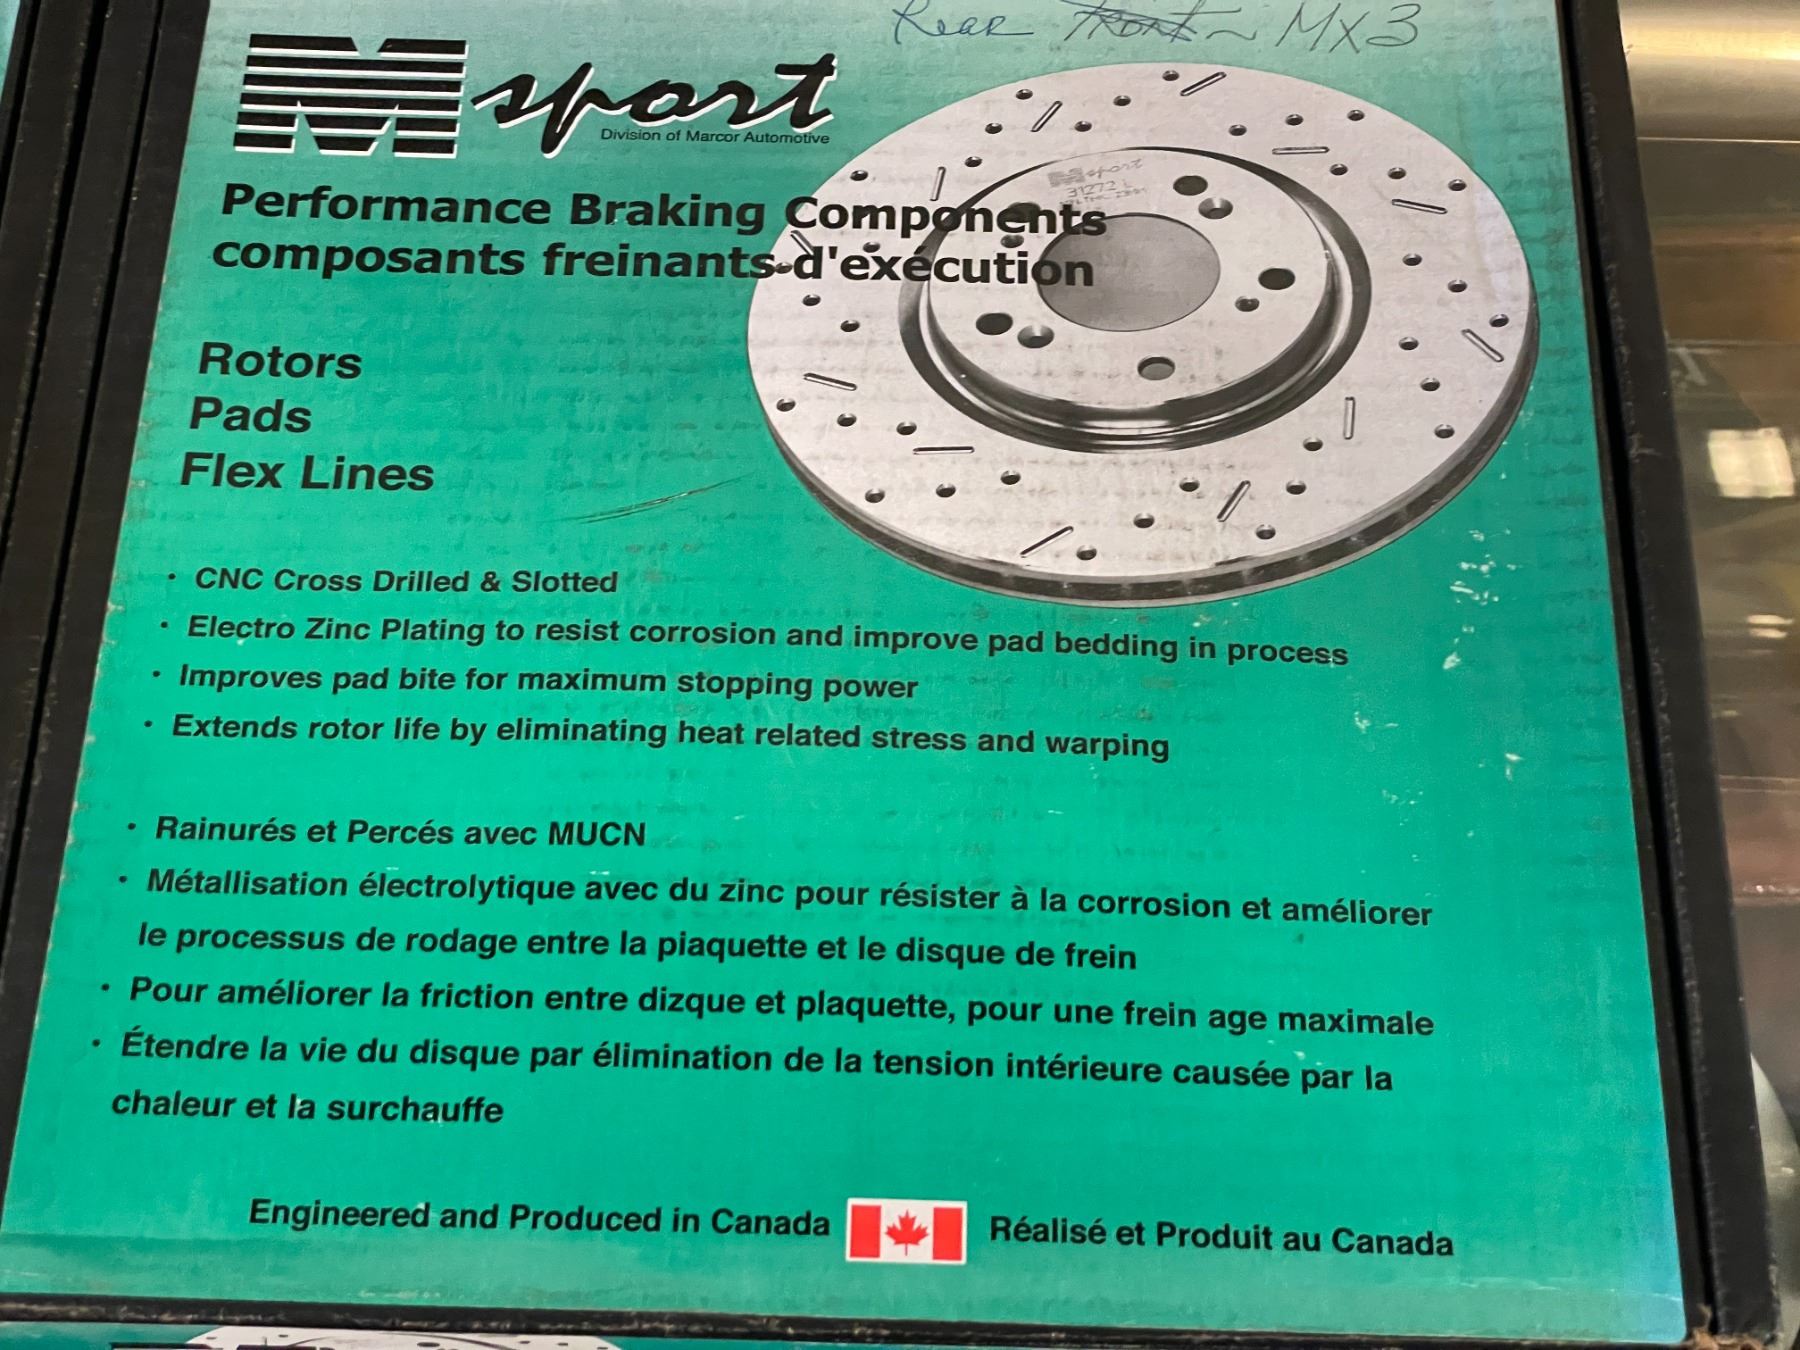 Rear Front ~ MX3
M sport
Division of Marcor Automotive
Performance Braking Components
composants freinants d'exécution
M sport
31272 L
Rotors
Pads
Flex Lines
• CNC Cross Drilled & Slotted
• Electro Zinc Plating to resist corrosion and improve pad bedding in process
• Improves pad bite for maximum stopping power
• Extends rotor life by eliminating heat related stress and warping
• Rainurés et Percés avec MUCN
• Métallisation électrolytique avec du zinc pour résister à la corrosion et améliorer
le processus de rodage entre la piaquette et le disque de frein
• Pour améliorer la friction entre dizque et plaquette, pour une frein age maximale
• Étendre la vie du disque par élimination de la tension intérieure causée par la
chaleur et la surchauffe
Engineered and Produced in Canada Réalisé et Produit au Canada